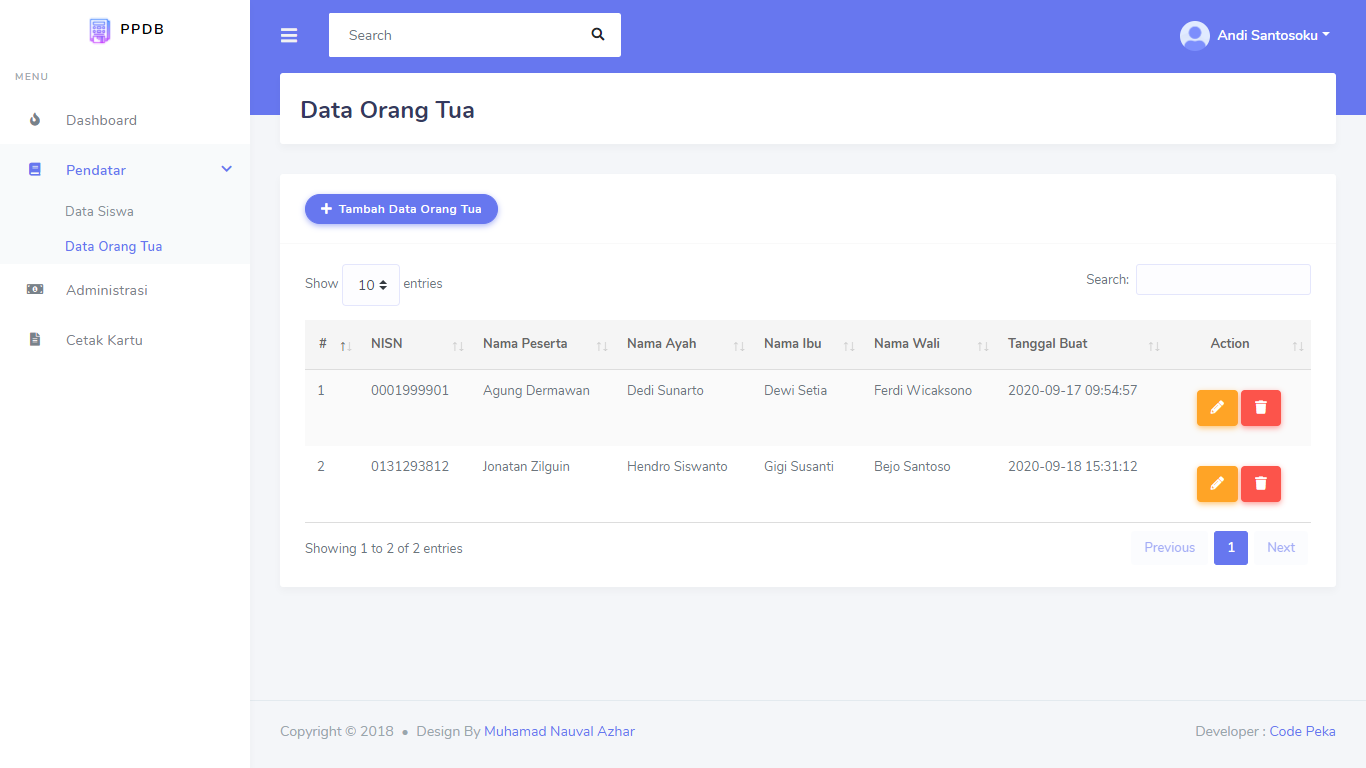 PPDB
MENU
Dashboard
Pendatar
Data Siswa
Data Orang Tua
Administrasi
Cetak Kartu
Search
Andi Santosoku
Data Orang Tua
Tambah Data Orang Tua
Show 10 entries
Search:
# NISN Nama Peserta Nama Ayah Nama Ibu Nama Wali Tanggal Buat Action
1 0001999901 Agung Dermawan Dedi Sunarto Dewi Setia Ferdi Wicaksono 2020-09-17 09:54:57
2 0131293812 Jonatan Zilguin Hendro Siswanto Gigi Susanti Bejo Santoso 2020-09-18 15:31:12
Showing 1 to 2 of 2 entries
Previous 1 Next
Copyright © 2018 • Design By Muhamad Nauval Azhar
Developer : Code Peka